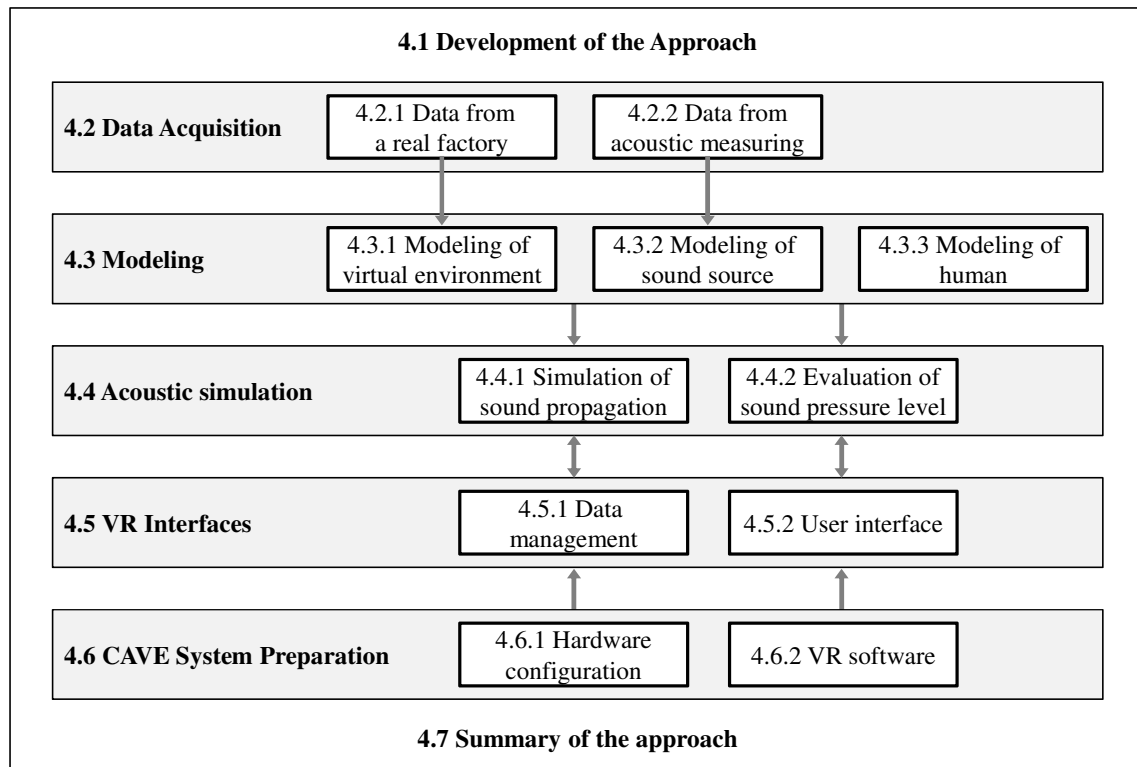 4.1 Development of the Approach
4.2 Data Acquisition
4.2.1 Data from
a real factory
4.2.2 Data from
acoustic measuring
4.3 Modeling
4.3.1 Modeling of
virtual environment
4.3.2 Modeling of
sound source
4.3.3 Modeling of
human
4.4 Acoustic simulation
4.4.1 Simulation of
sound propagation
4.4.2 Evaluation of
sound pressure level
4.5 VR Interfaces
4.5.1 Data
management
4.5.2 User interface
4.6 CAVE System Preparation
4.6.1 Hardware
configuration
4.6.2 VR software
4.7 Summary of the approach